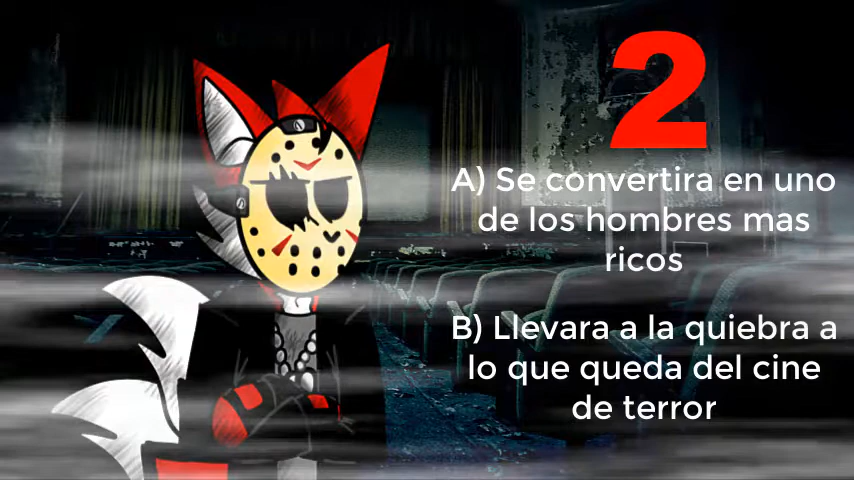 2
A) Se convertira en uno
de los hombres mas
ricos
B) Llevara a la quiebra a
lo que queda del cine
de terror